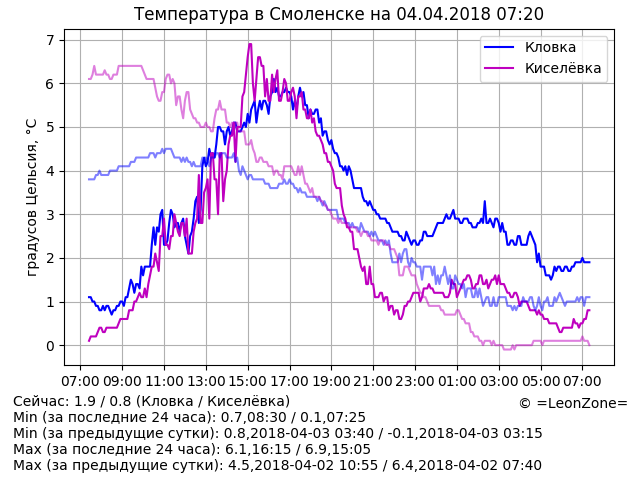 Температура в Смоленске на 04.04.2018 07:20
градусов Цельсия, °C
7
6
5
4
3
2
1
0
Кловка
Киселёвка
07:00 09:00 11:00 13:00 15:00 17:00 19:00 21:00 23:00 01:00 03:00 05:00 07:00
Сейчас: 1.9 / 0.8 (Кловка / Киселёвка)
© =LeonZone=
Min (за последние 24 часа): 0.7,08:30 / 0.1,07:25
Min (за предыдущие сутки): 0.8,2018-04-03 03:40 / -0.1,2018-04-03 03:15
Max (за последние 24 часа): 6.1,16:15 / 6.9,15:05
Max (за предыдущие сутки): 4.5,2018-04-02 10:55 / 6.4,2018-04-02 07:40